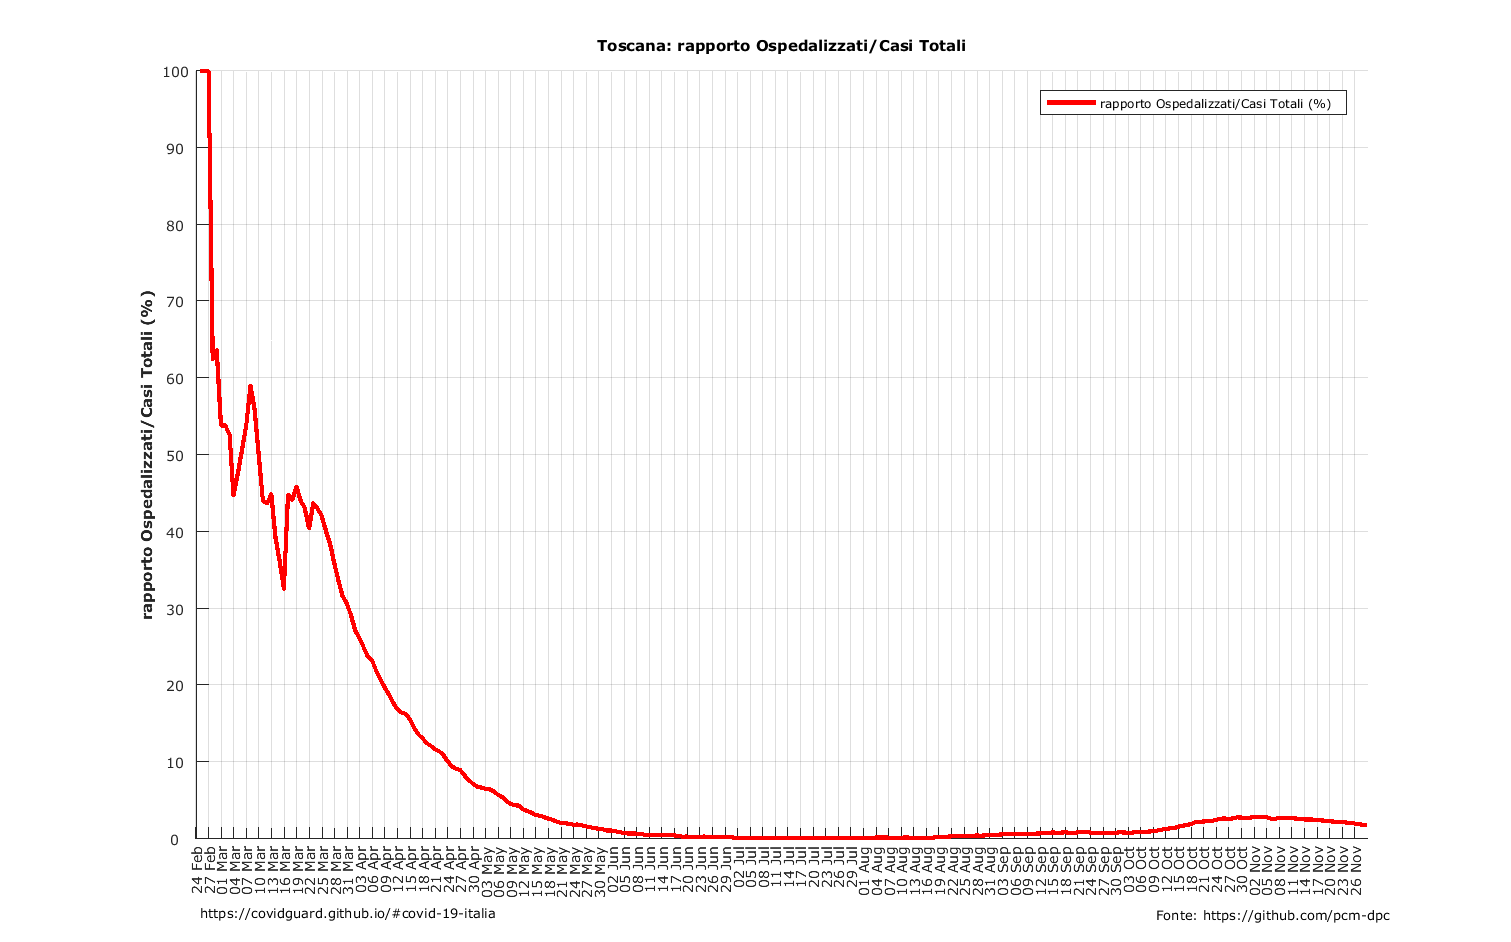 Toscana: rapporto Ospedalizzati/Casi Totali
rapporto Ospedalizzati/Casi Totali (%)
rapporto Ospedalizzati/Casi Totali (%)
100
90
80
70
60
50
40
30
20
10
0
24 Feb
27 Feb
01 Mar
04 Mar
07 Mar
10 Mar
13 Mar
16 Mar
19 Mar
22 Mar
25 Mar
28 Mar
31 Mar
03 Apr
06 Apr
09 Apr
12 Apr
15 Apr
18 Apr
21 Apr
24 Apr
27 Apr
30 Apr
03 May
06 May
09 May
12 May
15 May
18 May
21 May
24 May
27 May
30 May
02 Jun
05 Jun
08 Jun
11 Jun
14 Jun
17 Jun
20 Jun
23 Jun
26 Jun
29 Jun
02 Jul
05 Jul
08 Jul
11 Jul
14 Jul
17 Jul
20 Jul
23 Jul
26 Jul
29 Jul
01 Aug
04 Aug
07 Aug
10 Aug
13 Aug
16 Aug
19 Aug
22 Aug
25 Aug
28 Aug
31 Aug
03 Sep
06 Sep
09 Sep
12 Sep
15 Sep
18 Sep
21 Sep
24 Sep
27 Sep
30 Sep
03 Oct
06 Oct
09 Oct
12 Oct
15 Oct
18 Oct
21 Oct
24 Oct
27 Oct
30 Oct
02 Nov
05 Nov
08 Nov
11 Nov
14 Nov
17 Nov
20 Nov
23 Nov
26 Nov
https://covidguard.github.io/#covid-19-italia
Fonte: https://github.com/pcm-dpc